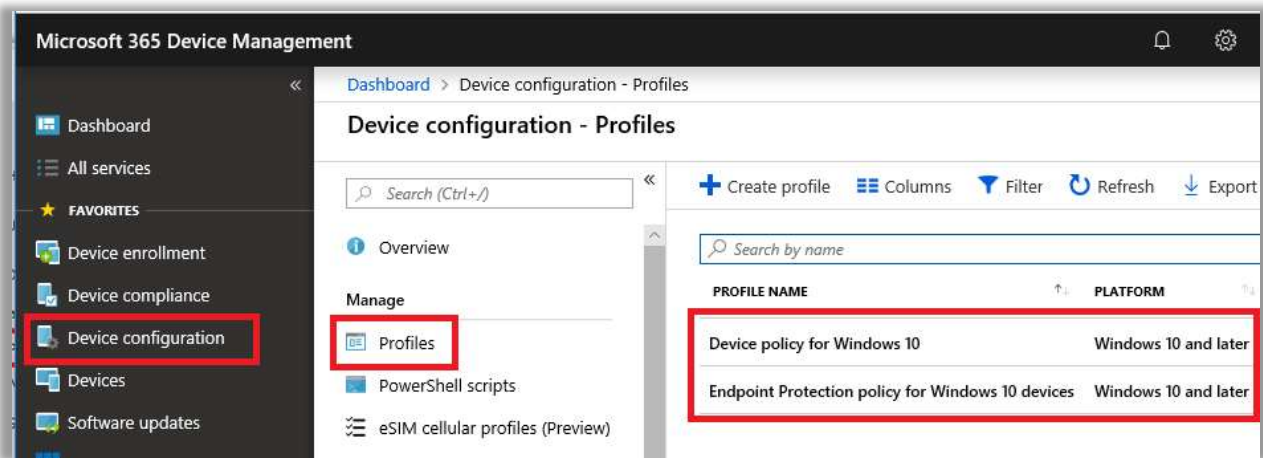 Microsoft 365 Device Management
Dashboard > Device configuration - Profiles
Device configuration - Profiles
Dashboard
All services
FAVORITES
Device enrollment
Device compliance
Device configuration
Devices
Software updates
Search (Ctrl+/)
Overview
Manage
Profiles
PowerShell scripts
eSIM cellular profiles (Preview)
Create profile Columns Filter Refresh Export
Search by name
PROFILE NAME PLATFORM
Device policy for Windows 10 Windows 10 and later
Endpoint Protection policy for Windows 10 devices Windows 10 and later